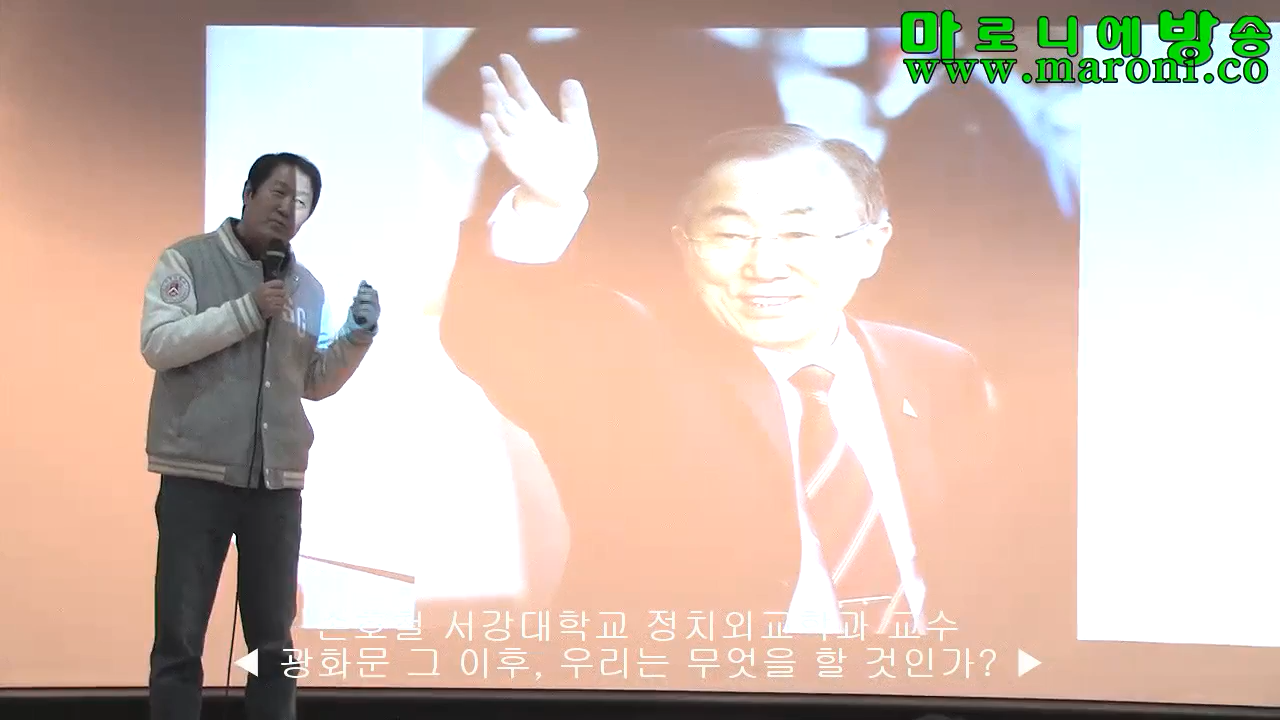 마로니에방송
www.maroni.co
서강대학교 정치외교학과 교수
◀ 광화문 그 이후, 우리는 무엇을 할 것인가? ▶